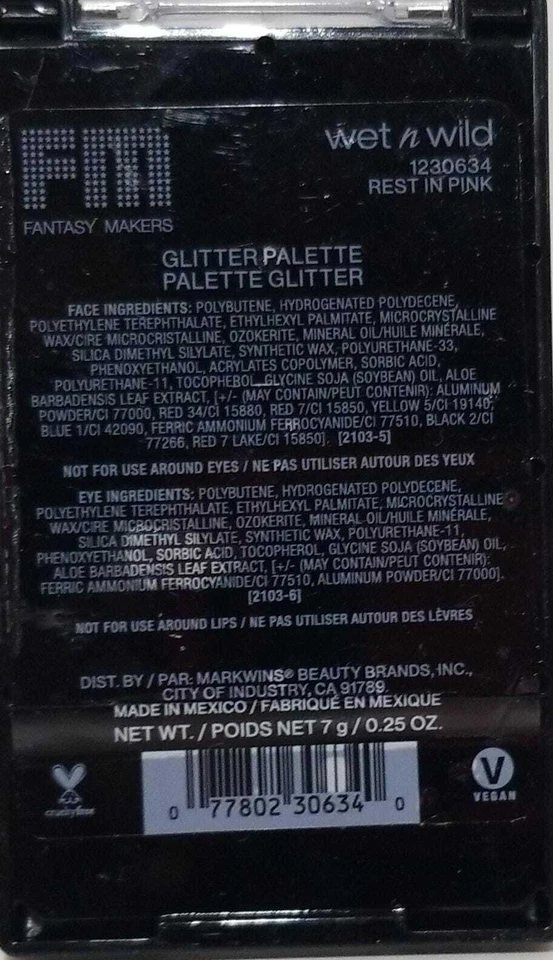 FM
wet n wild
FANTASY MAKERS
1230634
REST IN PINK
GLITTER PALETTE
PALETTE GLITTER
FACE INGREDIENTS: POLYBUTENE, HYDROGENATED POLYDECENE,
POLYETHYLENE TEREPHTHALATE, ETHYLHEXYL PALMITATE, MICROCRYSTALLINE
WAX/CIRE MICROCRISTALLINE, OZOKERITE, MINERAL OIL/HUILE MINÉRALE,
SILICA DIMETHYL SILYLATE, SYNTHETIC WAX, POLYURETHANE-33,
PHENOXYETHANOL, ACRYLATES COPOLYMER, SORBIC ACID,
POLYURETHANE-11, TOCOPHEROL, GLYCINE SOJA (SOYBEAN) OIL, ALOE
BARBADENSIS LEAF EXTRACT, [+/- (MAY CONTAIN/PEUT CONTENIR): ALUMINUM
POWDER/CI 77000, RED 34/CI 15880, RED 7/CI 15850, YELLOW 5/CI 19140,
BLUE 1/CI 42090, FERRIC AMMONIUM FERROCYANIDE/CI 77510, BLACK 2/CI
77266, RED 7 LAKE/CI 15850]. [2103-5]
NOT FOR USE AROUND EYES / NE PAS UTILISER AUTOUR DES YEUX
EYE INGREDIENTS: POLYBUTENE, HYDROGENATED POLYDECENE,
POLYETHYLENE TEREPHTHALATE, ETHYLHEXYL PALMITATE, MICROCRYSTALLINE
WAX/CIRE MICROCRISTALLINE, OZOKERITE, MINERAL OIL/HUILE MINÉRALE,
SILICA DIMETHYL SILYLATE, SYNTHETIC WAX, POLYURETHANE-11,
PHENOXYETHANOL, SORBIC ACID, TOCOPHEROL, GLYCINE SOJA (SOYBEAN) OIL,
ALOE BARBADENSIS LEAF EXTRACT, [+/- (MAY CONTAIN/PEUT CONTENIR):
FERRIC AMMONIUM FERROCYANIDE/CI 77510, ALUMINUM POWDER/CI 77000].
[2103-6]
NOT FOR USE AROUND LIPS / NE PAS UTILISER AUTOUR DES LÈVRES
DIST. BY / PAR: MARKWINS® BEAUTY BRANDS, INC.,
CITY OF INDUSTRY, CA 91789.
MADE IN MEXICO / FABRIQUÉ EN MEXIQUE
NET WT. / POIDS NET 7 g / 0.25 OZ.
crueltyfree
0 77802 30634 0
V
VEGAN